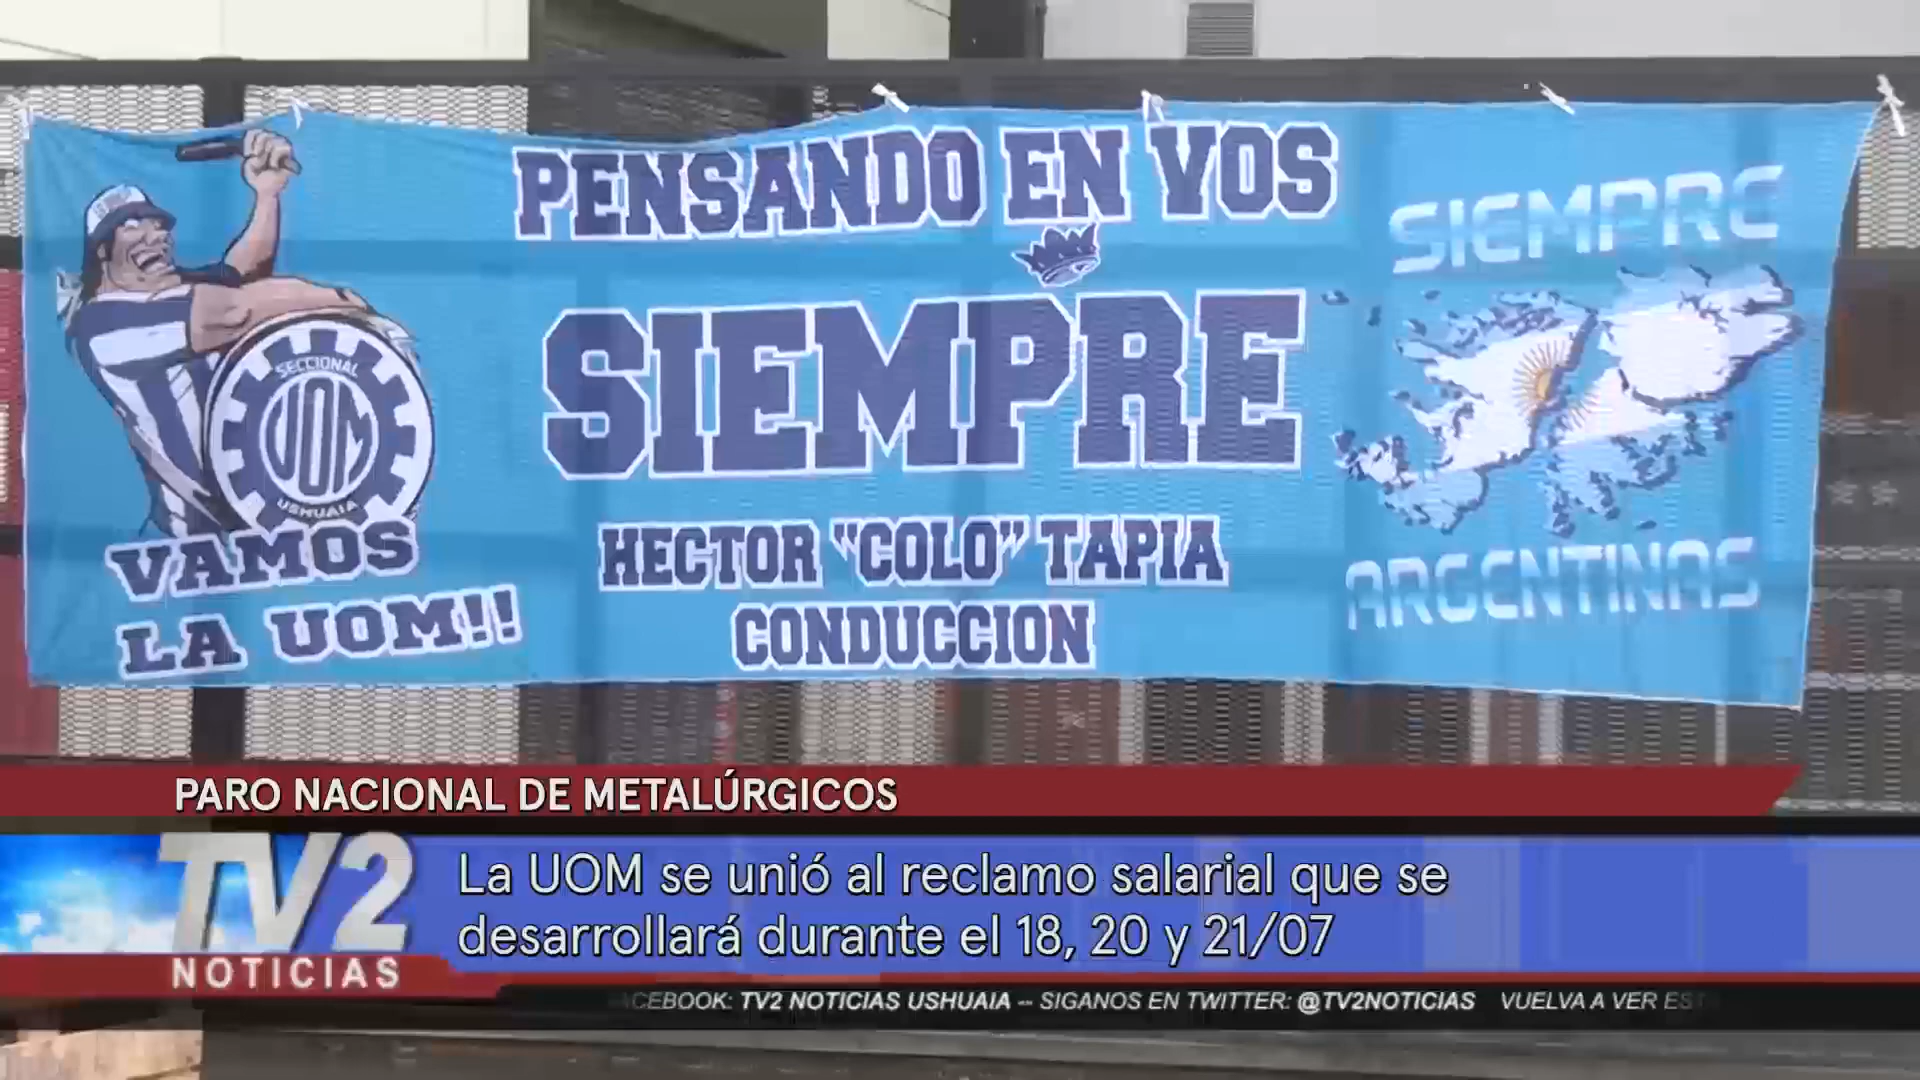 PENSANDO EN VOS
SIEMPRE
HECTOR "COLO" TAPIA
CONDUCCION
SECCIONAL
UOM
USHUAIA
VAMOS
LA UOM!!
SIEMPRE
ARGENTINAS
PARO NACIONAL DE METALÚRGICOS
TV2
NOTICIAS
La UOM se unió al reclamo salarial que se
desarrollará durante el 18, 20 y 21/07
ACEBOOK: TV2 NOTICIAS USHUAIA -- SIGANOS EN TWITTER: @TV2NOTICIAS VUELVA A VER EST